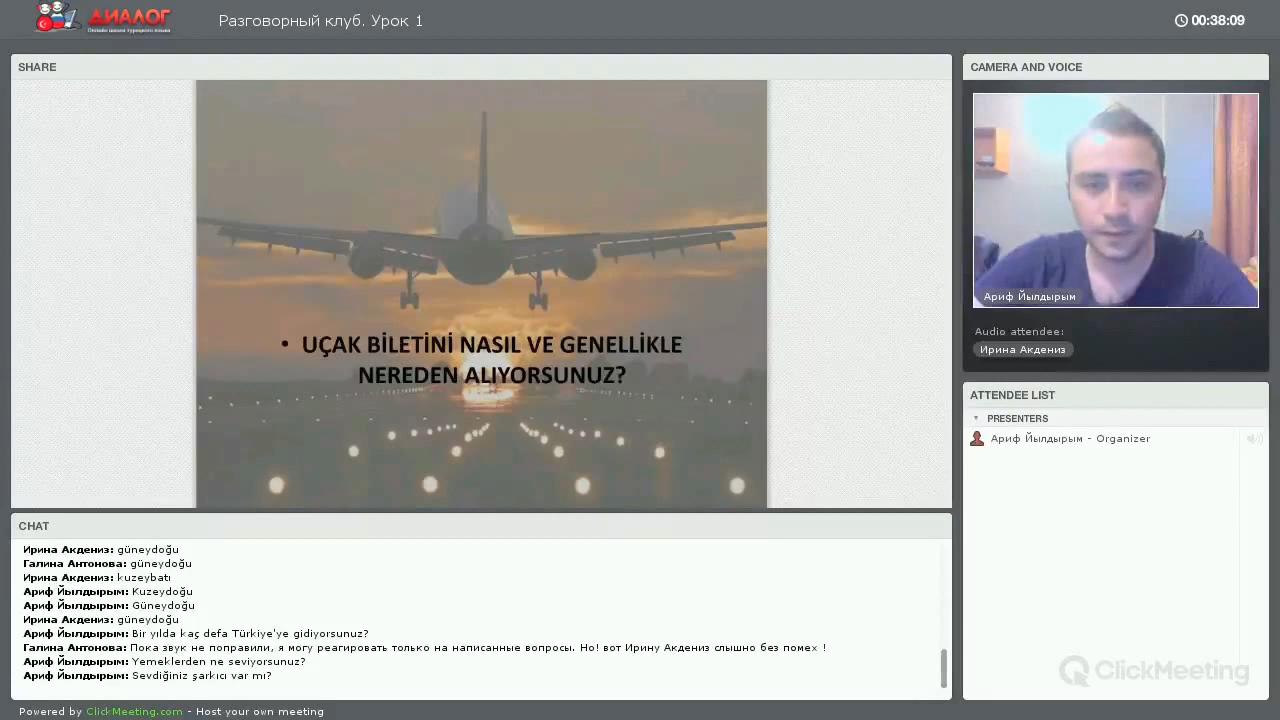 ДИАЛОГ
Онлайн школа турецкого языка
Разговорный клуб. Урок 1
00:38:09
SHARE
• UÇAK BİLETİNİ NASIL VE GENELLİKLE
NEREDEN ALIYORSUNUZ?
CAMERA AND VOICE
Ариф Йылдырым
Audio attendee:
Ирина Акдениз
ATTENDEE LIST
PRESENTERS
Ариф Йылдырым - Organizer
CHAT
Ирина Акдениз: güneydoğu
Галина Антонова: güneydoğu
Ирина Акдениз: kuzeybatı
Ариф Йылдырым: Kuzeydoğu
Ариф Йылдырым: Güneydoğu
Ирина Акдениз: güneydoğu
Ариф Йылдырым: Bir yılda kaç defa Türkiye'ye gidiyorsunuz?
Галина Антонова: Пока звук не поправили, я могу реагировать только на написанные вопросы. Но! вот Ирину Акдениз слышно без помех !
Ариф Йылдырым: Yemeklerden ne seviyorsunuz?
Ариф Йылдырым: Sevdiğiniz şarkıcı var mı?
ClickMeeting
Powered by ClickMeeting.com - Host your own meeting